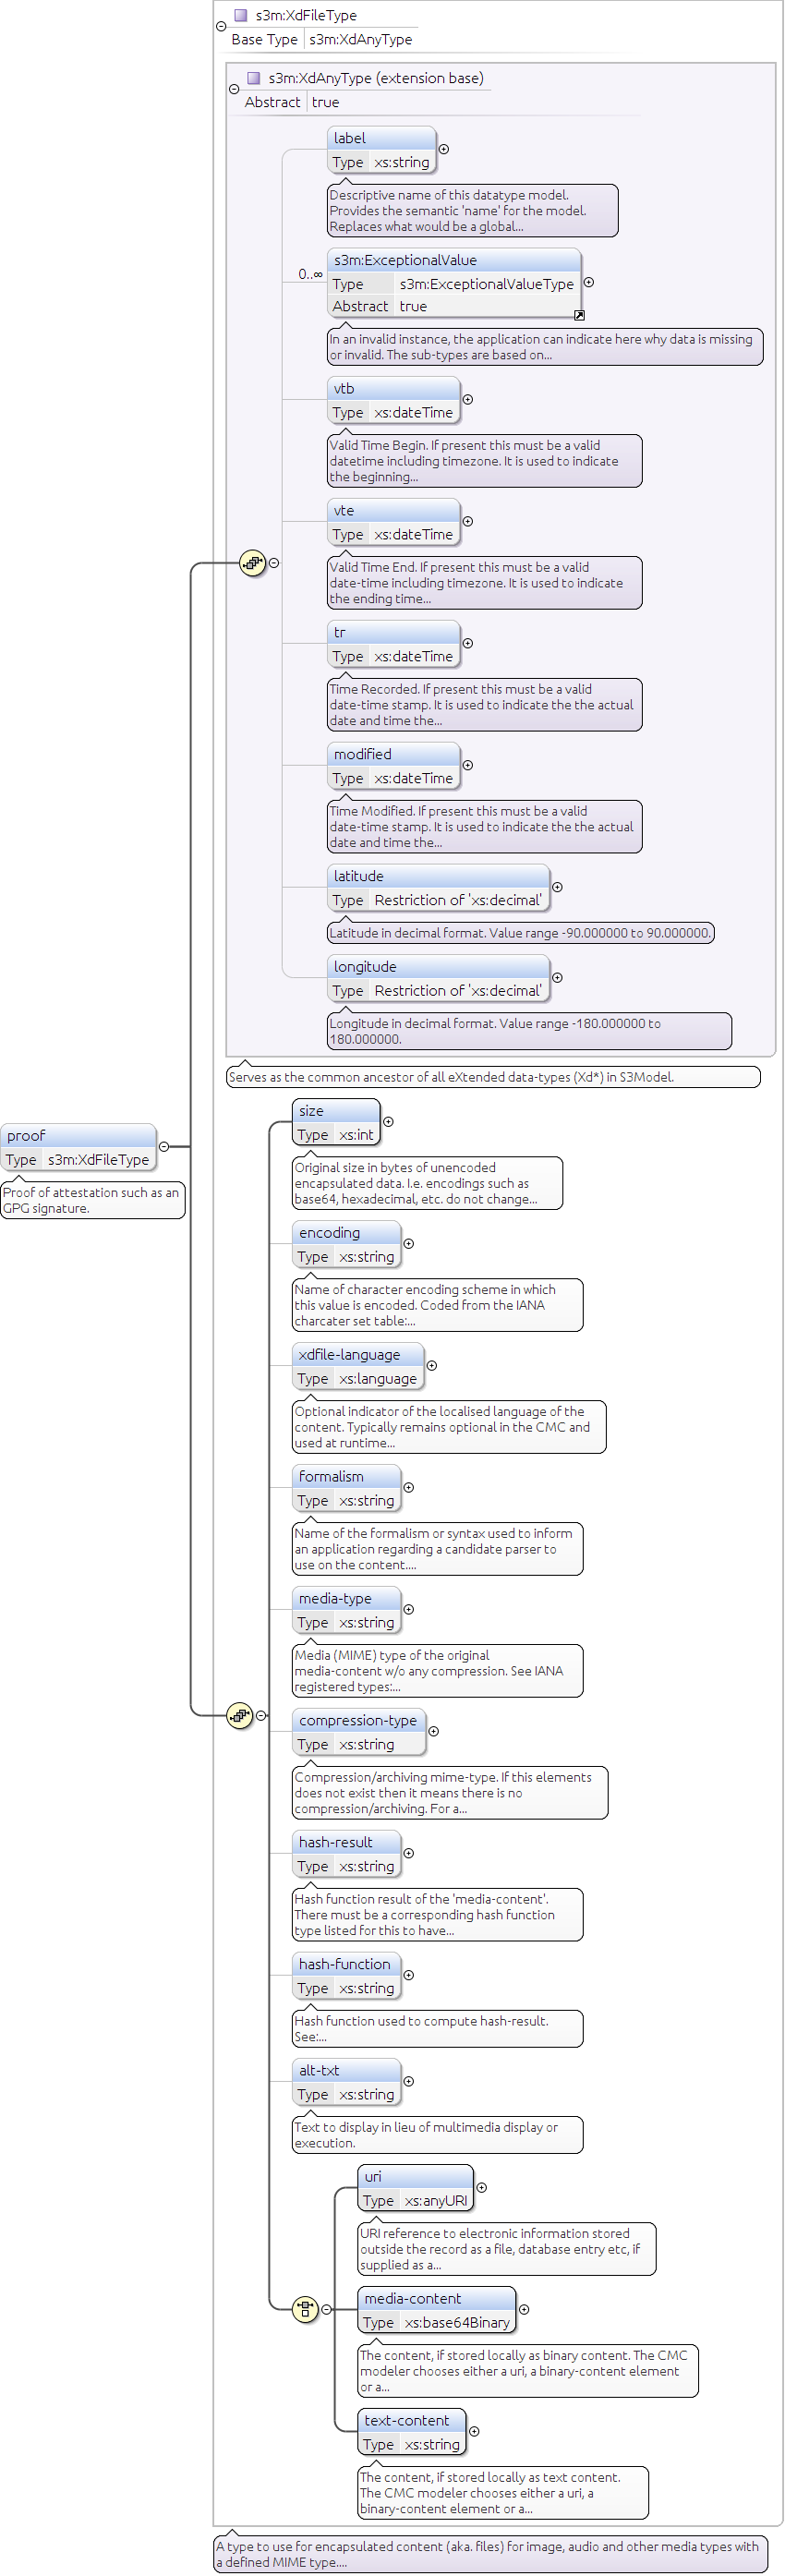 s3m:XdFileType
Base Type s3m:XdAnyType
s3m:XdAnyType (extension base)
Abstract true
label
Type xs:string
Descriptive name of this datatype model.
Provides the semantic 'name' for the model.
Replaces what would be a global...
0..∞
s3m:ExceptionalValue
Type s3m:ExceptionalValueType
Abstract true
In an invalid instance, the application can indicate here why data is missing
or invalid. The sub-types are based on...
vtb
Type xs:dateTime
Valid Time Begin. If present this must be a valid
datetime including timezone. It is used to indicate
the beginning...
vte
Type xs:dateTime
Valid Time End. If present this must be a valid
date-time including timezone. It is used to indicate
the ending time...
tr
Type xs:dateTime
Time Recorded. If present this must be a valid
date-time stamp. It is used to indicate the the actual
date and time the...
modified
Type xs:dateTime
Time Modified. If present this must be a valid
date-time stamp. It is used to indicate the the actual
date and time the...
latitude
Type Restriction of 'xs:decimal'
Latitude in decimal format. Value range -90.000000 to 90.000000.
longitude
Type Restriction of 'xs:decimal'
Longitude in decimal format. Value range -180.000000 to
180.000000.
Serves as the common ancestor of all eXtended data-types (Xd*) in S3Model.
proof
Type s3m:XdFileType
Proof of attestation such as an
GPG signature.
size
Type xs:int
Original size in bytes of unencoded
encapsulated data. I.e. encodings such as
base64, hexadecimal, etc. do not change...
encoding
Type xs:string
Name of character encoding scheme in which
this value is encoded. Coded from the IANA
charcater set table:...
xdfile-language
Type xs:language
Optional indicator of the localised language of the
content. Typically remains optional in the CMC and
used at runtime...
formalism
Type xs:string
Name of the formalism or syntax used to inform
an application regarding a candidate parser to
use on the content....
media-type
Type xs:string
Media (MIME) type of the original
media-content w/o any compression. See IANA
registered types:...
compression-type
Type xs:string
Compression/archiving mime-type. If this elements
does not exist then it means there is no
compression/archiving. For a...
hash-result
Type xs:string
Hash function result of the 'media-content'.
There must be a corresponding hash function
type listed for this to have...
hash-function
Type xs:string
Hash function used to compute hash-result.
See:...
alt-txt
Type xs:string
Text to display in lieu of multimedia display or
execution.
uri
Type xs:anyURI
URI reference to electronic information stored
outside the record as a file, database entry etc, if
supplied as a...
media-content
Type xs:base64Binary
The content, if stored locally as binary content. The CMC
modeler chooses either a uri, a binary-content element
or a...
text-content
Type xs:string
The content, if stored locally as text content.
The CMC modeler chooses either a uri, a
binary-content element or a...
A type to use for encapsulated content (aka. files) for image, audio and other media types with
a defined MIME type....